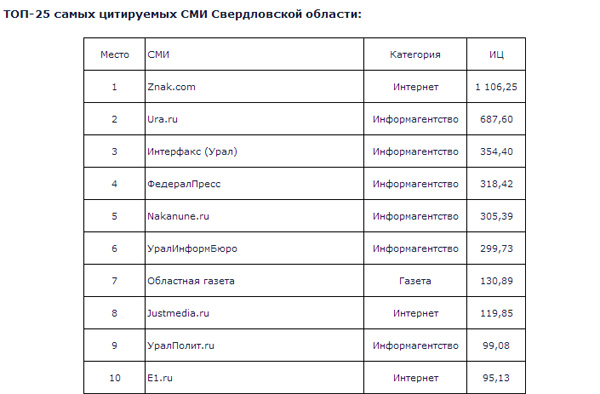 ТОП-25 самых цитируемых СМИ Свердловской области:
Место СМИ Категория ИЦ
1 Znak.com Интернет 1 106,25
2 Ura.ru Информагентство 687,60
3 Интерфакс (Урал) Информагентство 354,40
4 ФедералПресс Информагентство 318,42
5 Nakanune.ru Информагентство 305,39
6 УралИнформБюро Информагентство 299,73
7 Областная газета Газета 130,89
8 Justmedia.ru Интернет 119,85
9 УралПолит.ru Информагентство 99,08
10 E1.ru Интернет 95,13